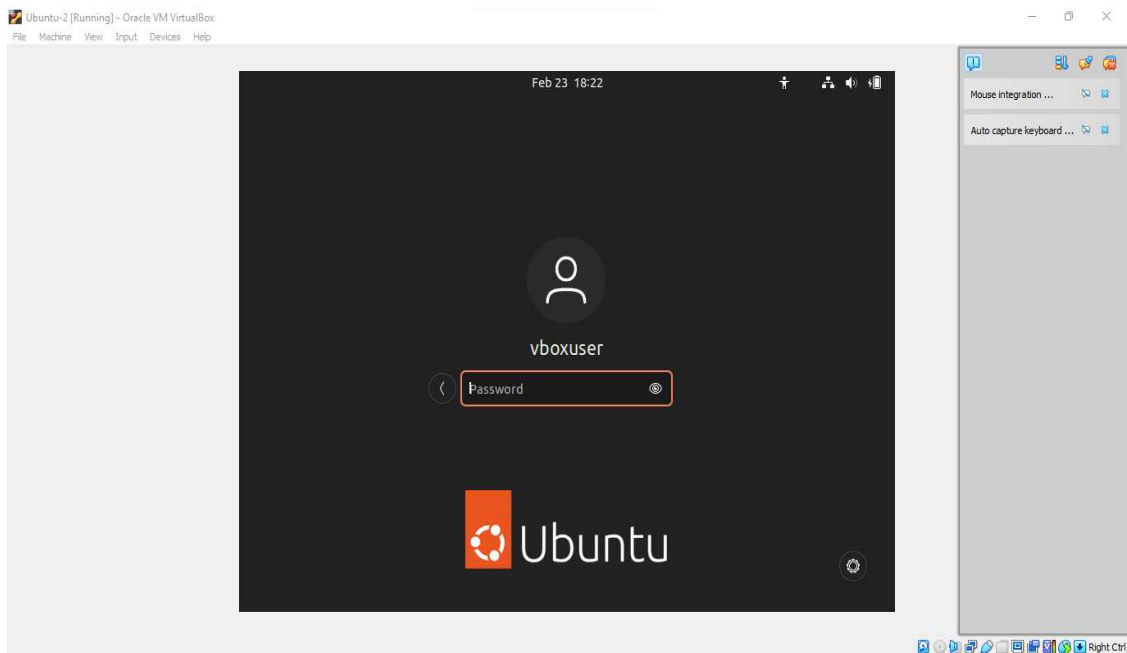 Ubuntu-2 [Running] - Oracle VM VirtualBox
File Machine View Input Devices Help
Feb 23 18:22
Mouse integration ...
Auto capture keyboard ...
vboxuser
Password
Ubuntu
Right Ctrl